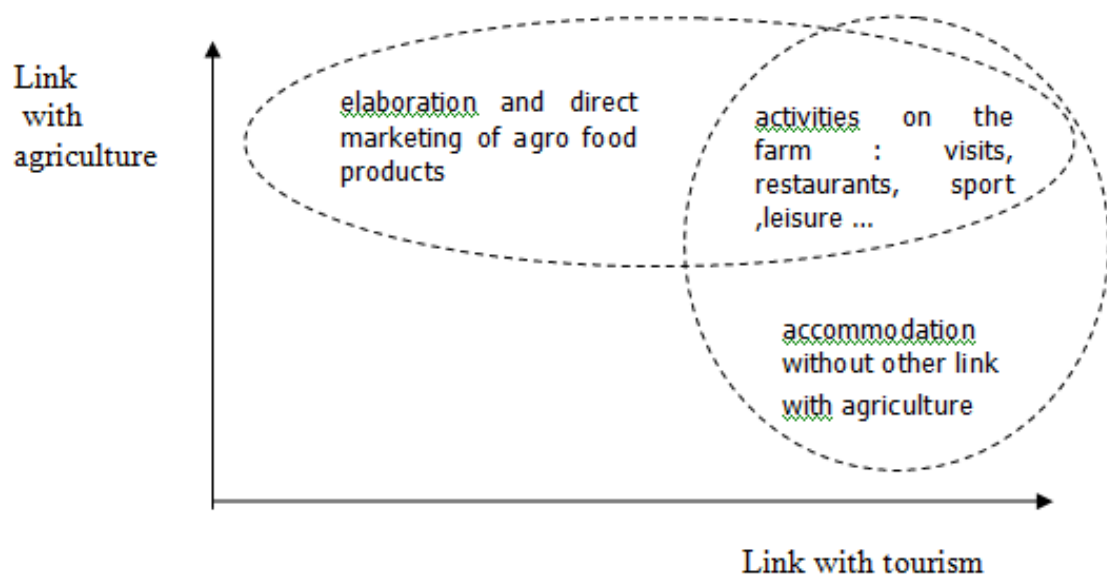 Link
with
agriculture
elaboration and direct
marketing of agro food
products
activities on the
farm : visits,
restaurants, sport
,leisure ...
accommodation
without other link
with agriculture
Link with tourism